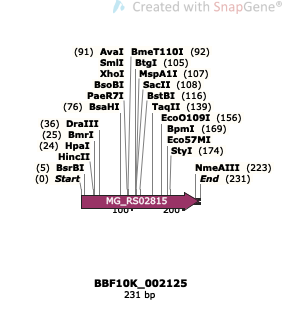 Created with SnapGene®
(91) AvaI BmeT110I (92)
SmlI BtgI (105)
XhoI MspA1I (107)
BsoBI SacII (108)
PaeR7I BstBI (116)
(76) BsaHI TaqII (139)
EcoO109I (156)
(36) DraIII BpmI (169)
(25) BmrI Eco57MI
(24) HpaI StyI (174)
HincII
(5) BsrBI NmeAIII (223)
(0) Start End (231)
MG_RS02815
100 200
BBF10K_002125
231 bp